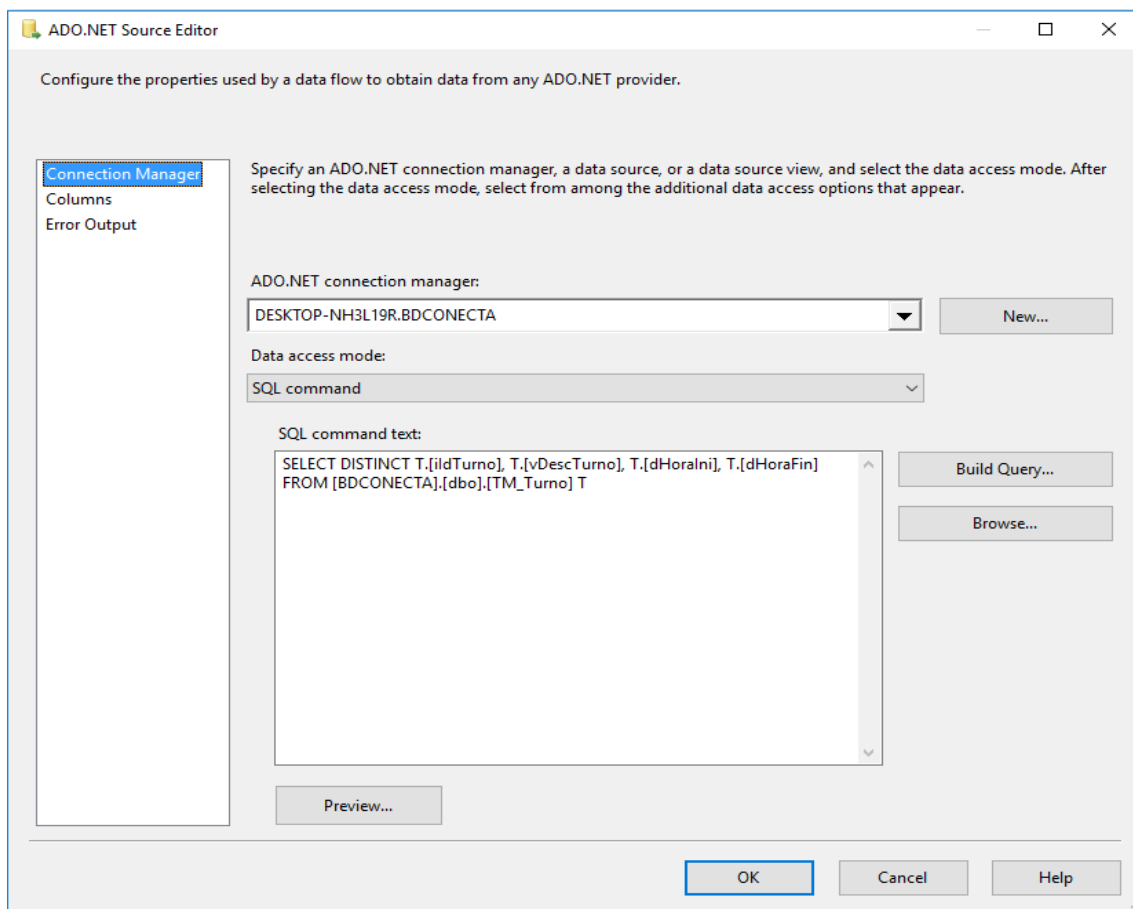 ADO.NET Source Editor
Configure the properties used by a data flow to obtain data from any ADO.NET provider.
Connection Manager
Columns
Error Output
Specify an ADO.NET connection manager, a data source, or a data source view, and select the data access mode. After
selecting the data access mode, select from among the additional data access options that appear.
ADO.NET connection manager:
DESKTOP-NH3L19R.BDCONECTA
New...
Data access mode:
SQL command
SQL command text:
SELECT DISTINCT T.[iIdTurno], T.[vDescTurno], T.[dHoraIni], T.[dHoraFin]
FROM [BDCONECTA].[dbo].[TM_Turno] T
Build Query...
Browse...
Preview...
OK
Cancel
Help